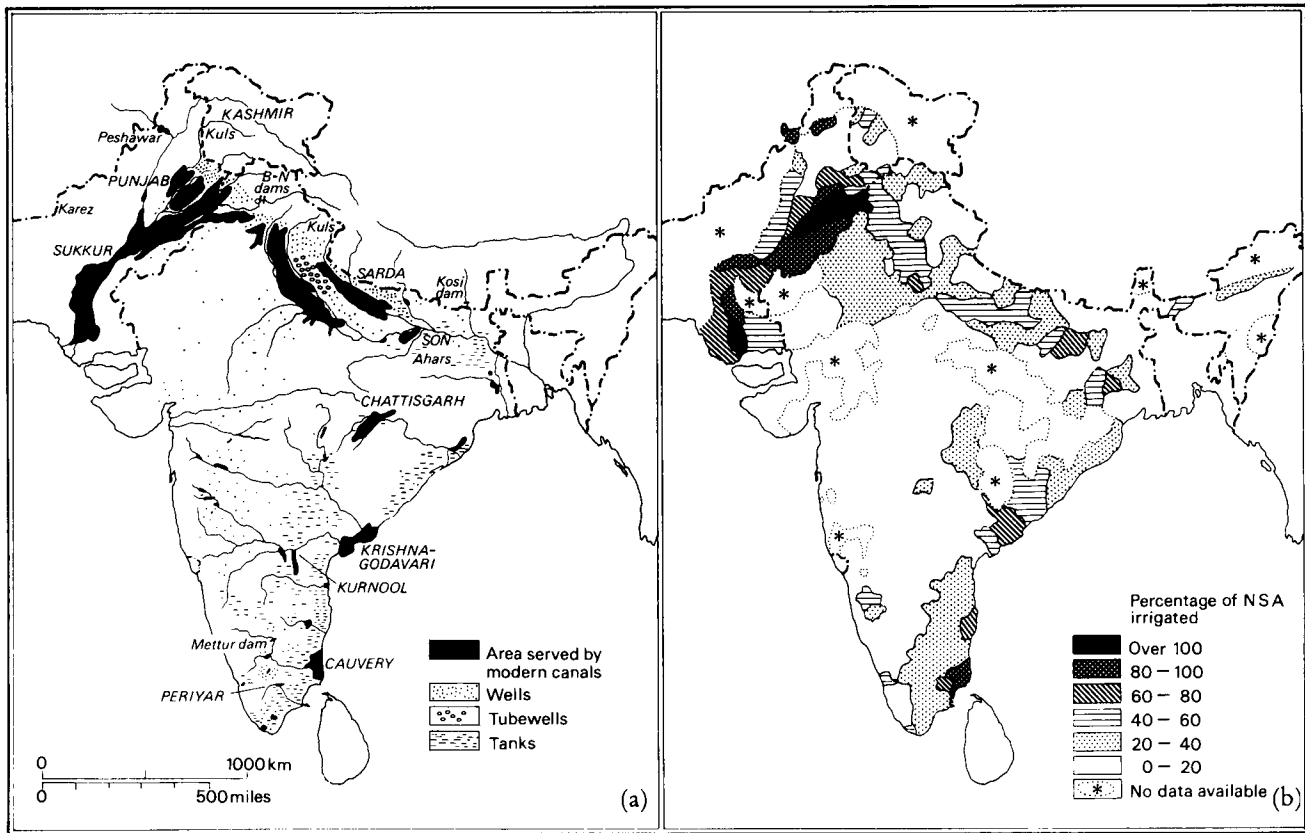 KASHMIR
Peshawar
Kuls
PUNJAB
B-N
dams
Karez
Kuls
SUKKUR
SARDA
Kosi
dam
SON
Ahars
CHATTISGARH
KRISHNA-
GODAVARI
KURNOOL
Mettur dam
CAUVERY
PERIYAR
Area served by
modern canals
Wells
Tubewells
Tanks
0 1000 km
0 500 miles
(a)
*
*
*
*
*
*
*
*
*
*
*
Percentage of NSA
irrigated
Over 100
80 – 100
60 – 80
40 – 60
20 – 40
0 – 20
* No data available
(b)